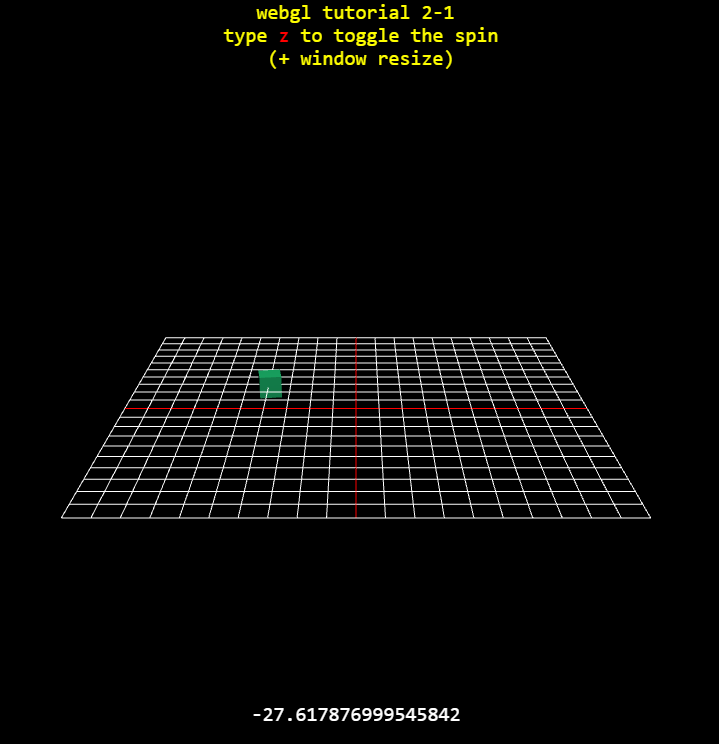 webgl tutorial 2-1
type z to toggle the spin
(+ window resize)
-27.617876999545842